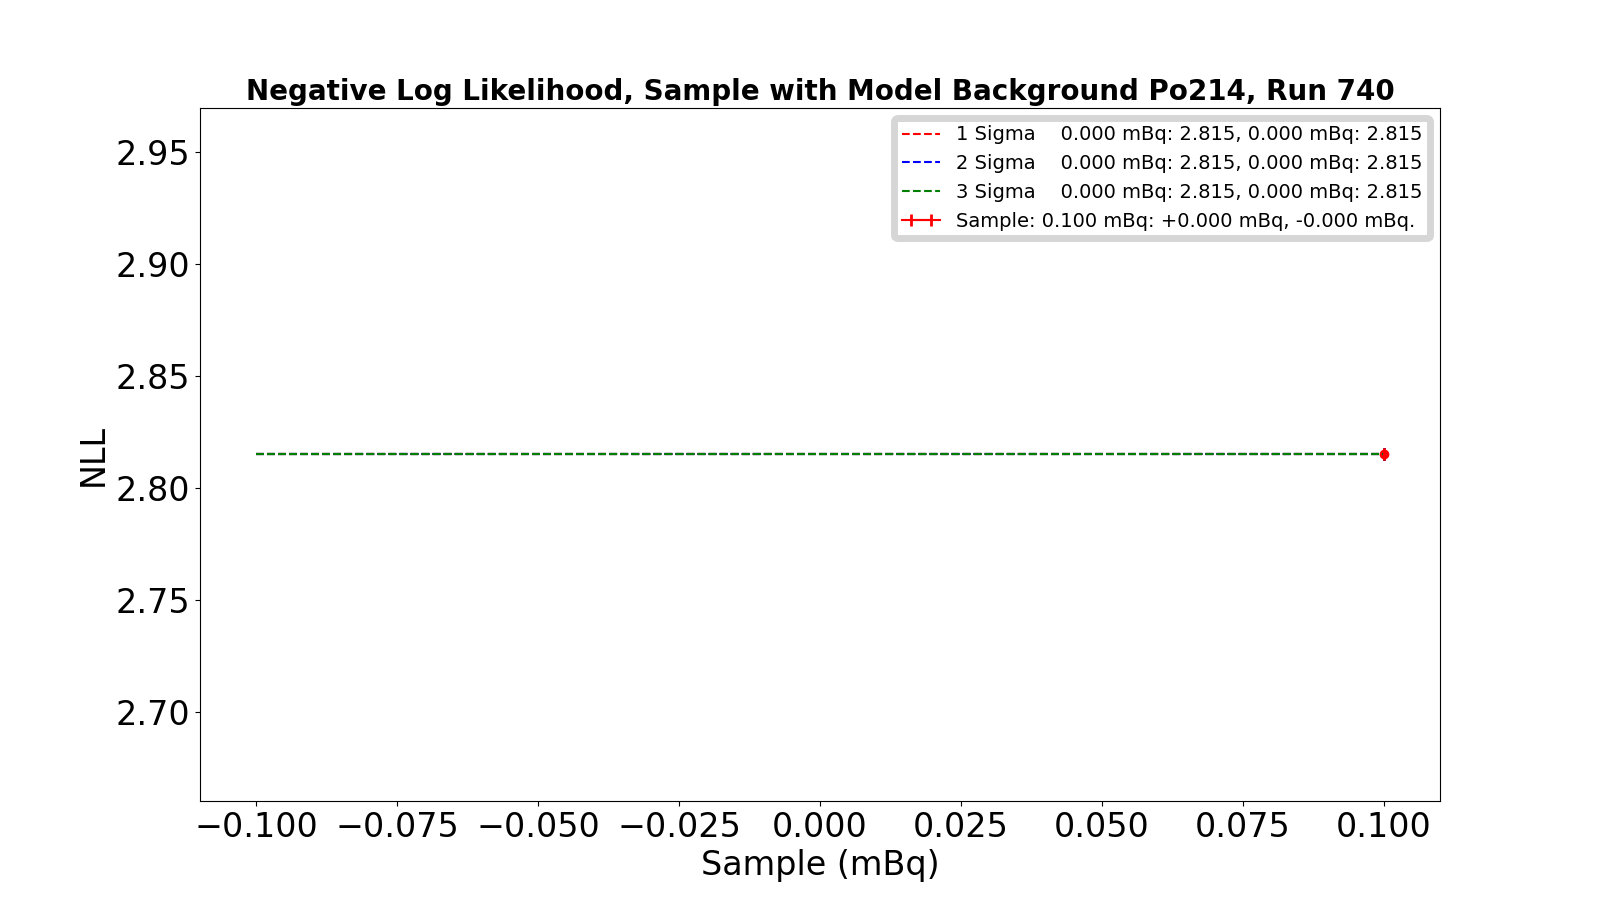 Negative Log Likelihood, Sample with Model Background Po214, Run 740
1 Sigma    0.000 mBq: 2.815, 0.000 mBq: 2.815
2 Sigma    0.000 mBq: 2.815, 0.000 mBq: 2.815
3 Sigma    0.000 mBq: 2.815, 0.000 mBq: 2.815
Sample: 0.100 mBq: +0.000 mBq, -0.000 mBq.
2.95
2.90
2.85
2.80
2.75
2.70
NLL
−0.100 −0.075 −0.050 −0.025 0.000 0.025 0.050 0.075 0.100
Sample (mBq)